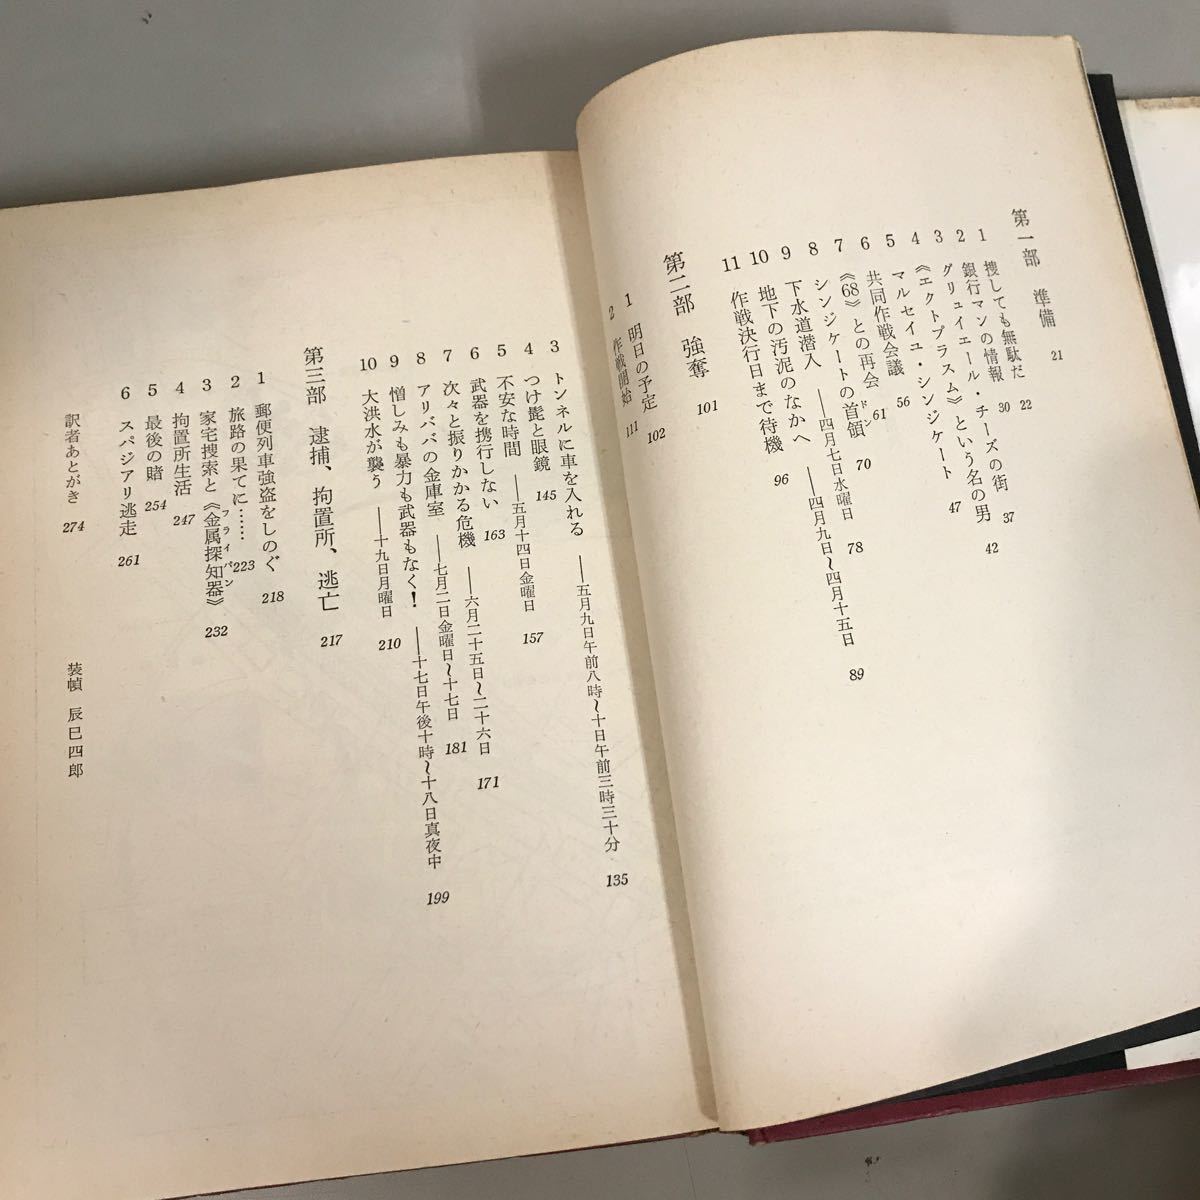 第一部 準備 21
1 捜しても無駄だ 22
2 銀行マンの情報 30
3 グリュイエール・チーズの街 37
4 《エクトプラスム》という名の男 42
5 マルセイユ・シンジケート 47
6 共同作戦会議 56
7 《68》との再会 61
8 シンジケートの首領 ドン 70
9 下水道潜入 ——四月七日水曜日 78
10 地下の汚泥のなかへ ——四月九日〜四月十五日 89
11 作戦決行日まで待機 96
第二部 強奪 101
1 明日の予定 102
2 作戦開始 111
3 トンネルに車を入れる ——五月九日午前八時〜十日午前三時三十分 135
4 つけ髭と眼鏡 145
5 不安な時間 ——五月十四日金曜日 157
6 武器を携行しない 163
7 次々と振りかかる危機 ——六月二十五日〜二十六日 171
8 アリババの金庫室 ——七月二日金曜日〜十七日 181
9 憎しみも暴力も武器もなく! ——十七日午後十時〜十八日真夜中 199
10 大洪水が襲う ——十九日月曜日 210
第三部 逮捕、拘置所、逃亡 217
1 郵便列車強盗をしのぐ 218
2 旅路の果てに…… 223
3 家宅捜索と《金属探知器》 フライパン 232
4 拘置所生活 247
5 最後の賭 254
6 スパジアリ逃走 261
訳者あとがき 274
装幀 辰巳四郎